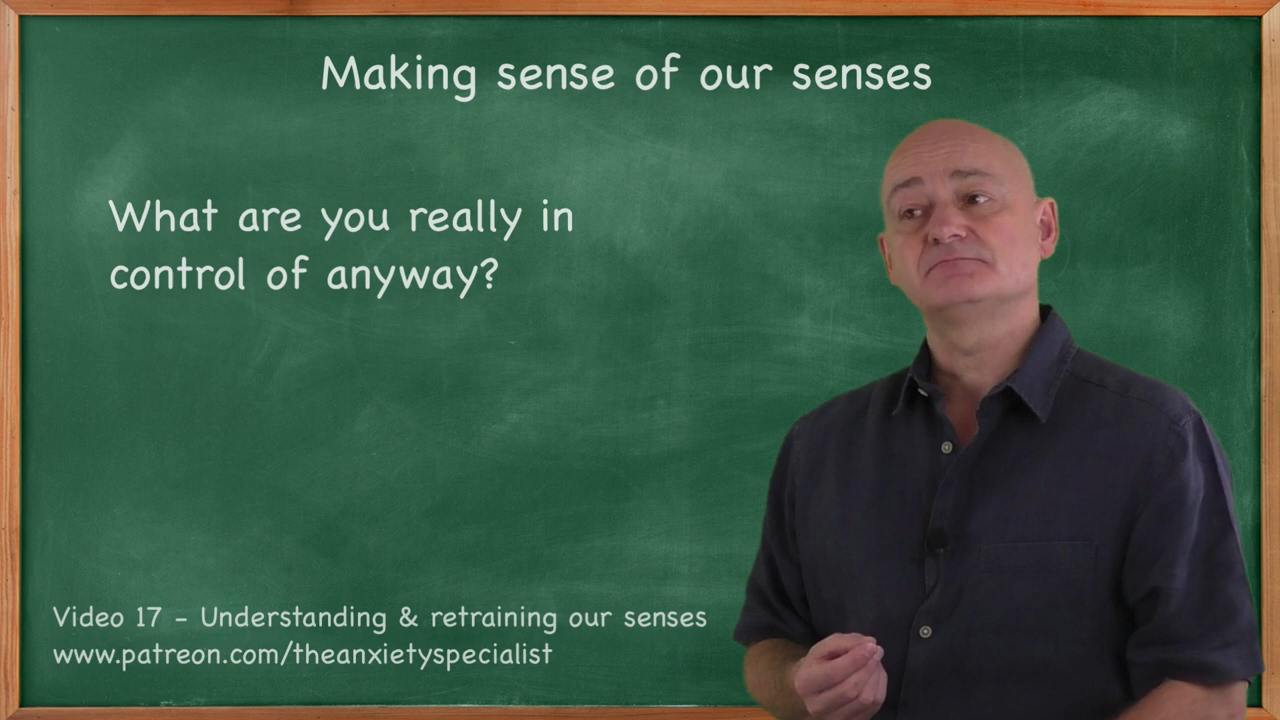 Making sense of our senses
What are you really in
control of anyway?
Video 17 - Understanding & retraining our senses
www.patreon.com/theanxietyspecialist